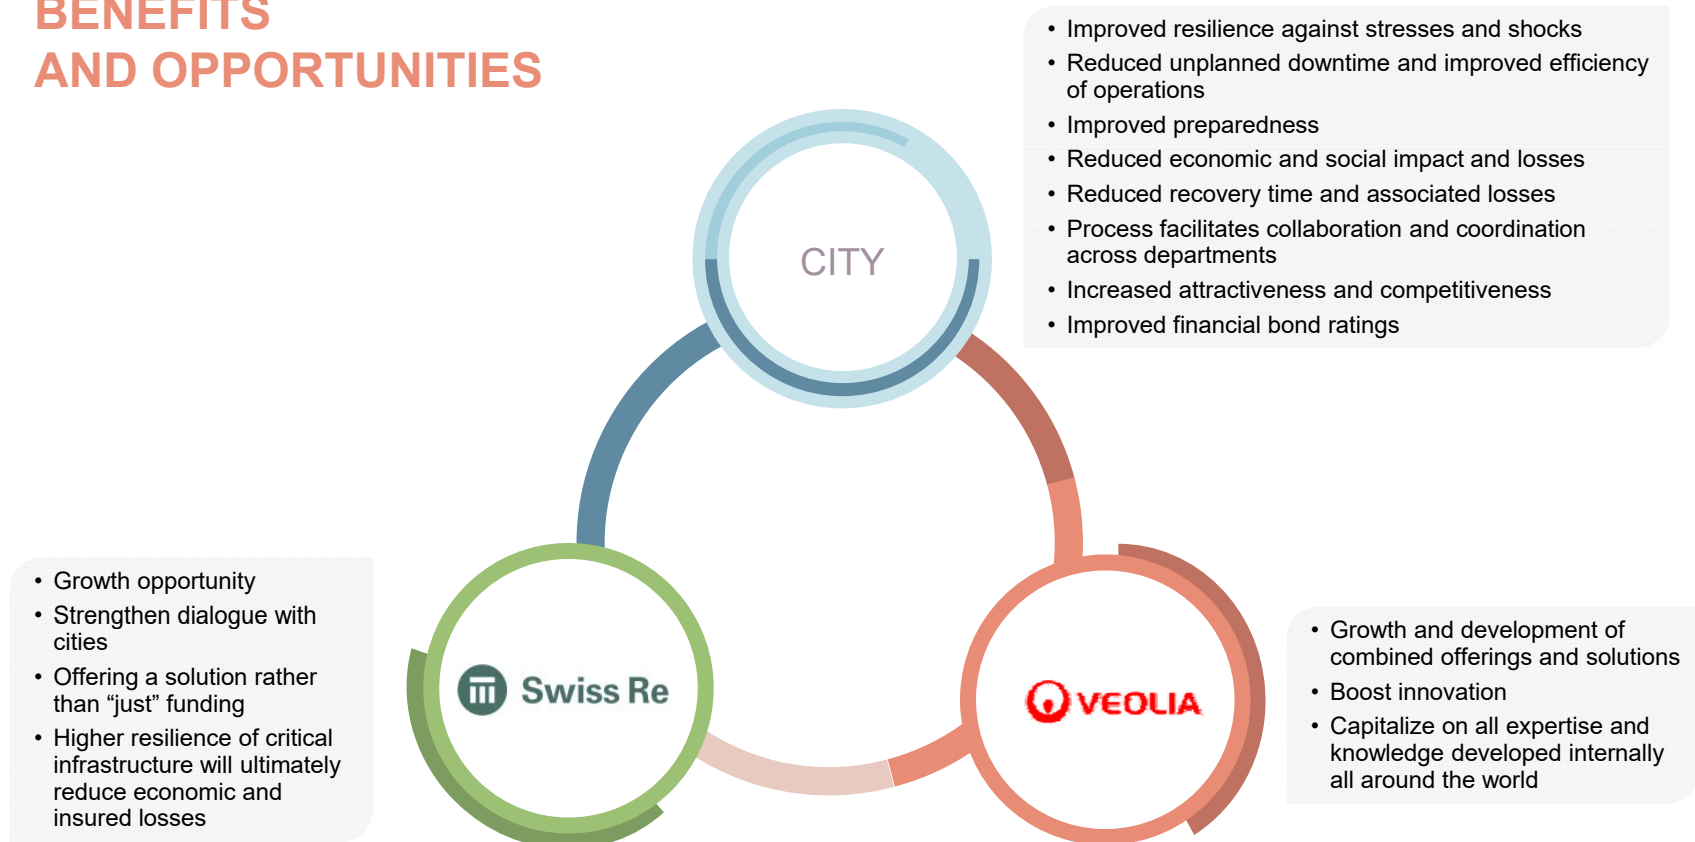 BENEFITS
AND OPPORTUNITIES
• Improved resilience against stresses and shocks
• Reduced unplanned downtime and improved efficiency
of operations
• Improved preparedness
• Reduced economic and social impact and losses
• Reduced recovery time and associated losses
• Process facilitates collaboration and coordination
across departments
• Increased attractiveness and competitiveness
• Improved financial bond ratings
CITY
• Growth opportunity
• Strengthen dialogue with
cities
• Offering a solution rather
than “just” funding
• Higher resilience of critical
infrastructure will ultimately
reduce economic and
insured losses
Swiss Re
VEOLIA
• Growth and development of
combined offerings and solutions
• Boost innovation
• Capitalize on all expertise and
knowledge developed internally
all around the world